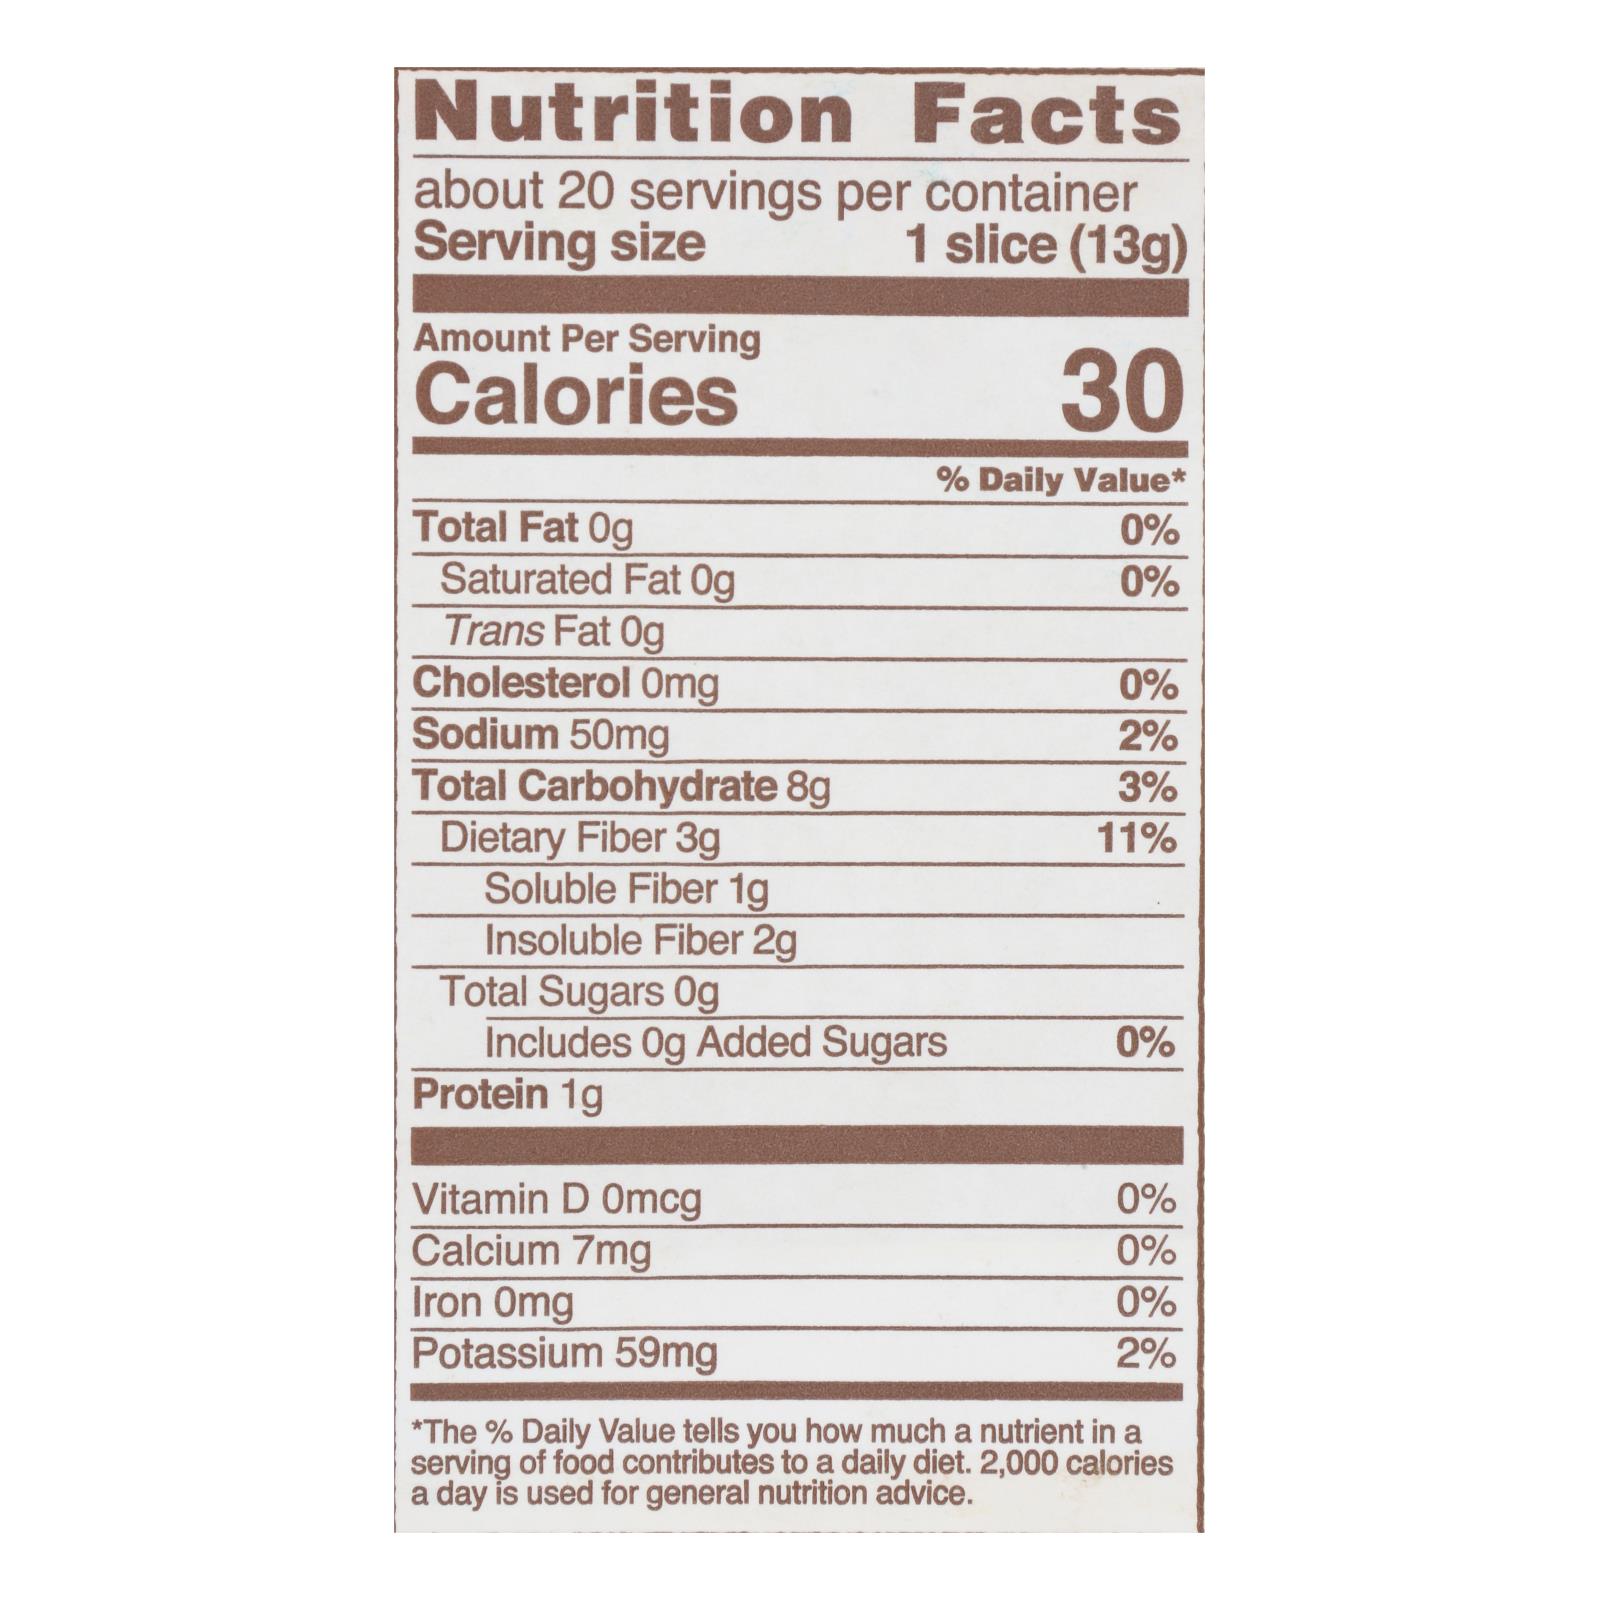 Nutrition Facts
about 20 servings per container
Serving size 1 slice (13g)
Amount Per Serving
Calories 30
% Daily Value*
Total Fat 0g 0%
Saturated Fat 0g 0%
Trans Fat 0g
Cholesterol 0mg 0%
Sodium 50mg 2%
Total Carbohydrate 8g 3%
Dietary Fiber 3g 11%
Soluble Fiber 1g
Insoluble Fiber 2g
Total Sugars 0g
Includes 0g Added Sugars 0%
Protein 1g
Vitamin D 0mcg 0%
Calcium 7mg 0%
Iron 0mg 0%
Potassium 59mg 2%
*The % Daily Value tells you how much a nutrient in a
serving of food contributes to a daily diet. 2,000 calories
a day is used for general nutrition advice.